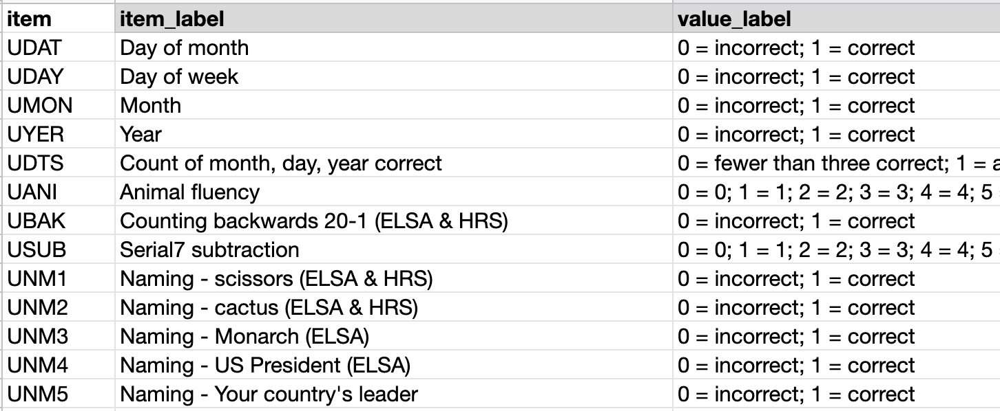 item item_label value_label
UDAT Day of month 0 = incorrect; 1 = correct
UDAY Day of week 0 = incorrect; 1 = correct
UMON Month 0 = incorrect; 1 = correct
UYER Year 0 = incorrect; 1 = correct
UDTS Count of month, day, year correct 0 = fewer than three correct; 1 = a
UANI Animal fluency 0 = 0; 1 = 1; 2 = 2; 3 = 3; 4 = 4; 5
UBAK Counting backwards 20-1 (ELSA & HRS) 0 = incorrect; 1 = correct
USUB Serial7 subtraction 0 = 0; 1 = 1; 2 = 2; 3 = 3; 4 = 4; 5
UNM1 Naming - scissors (ELSA & HRS) 0 = incorrect; 1 = correct
UNM2 Naming - cactus (ELSA & HRS) 0 = incorrect; 1 = correct
UNM3 Naming - Monarch (ELSA) 0 = incorrect; 1 = correct
UNM4 Naming - US President (ELSA) 0 = incorrect; 1 = correct
UNM5 Naming - Your country's leader 0 = incorrect; 1 = correct